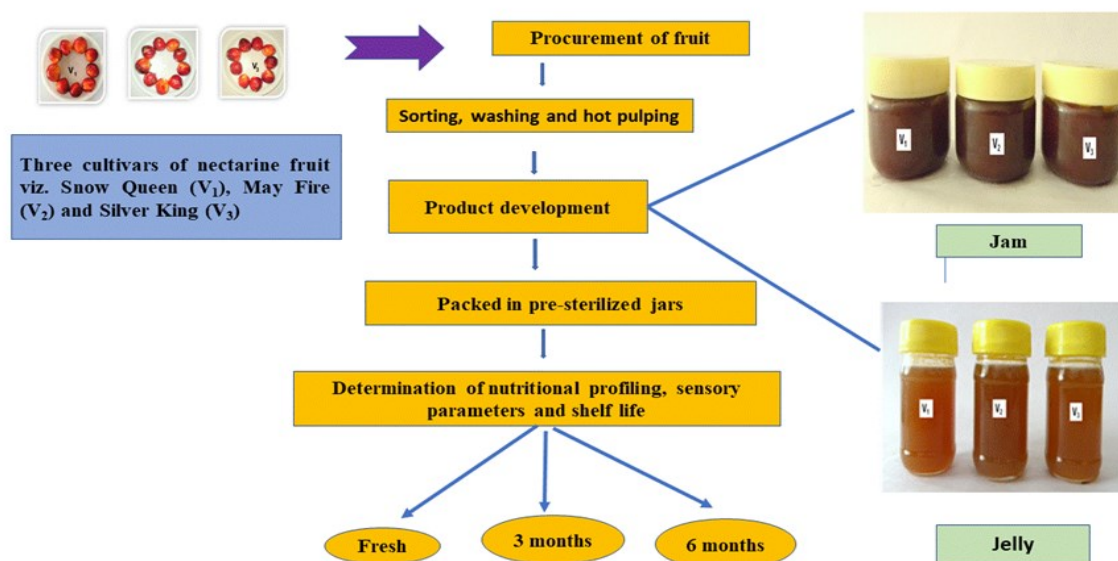 V₁
V₃
Three cultivars of nectarine fruit
viz. Snow Queen (V₁), May Fire
(V₂) and Silver King (V₃)
Procurement of fruit
Sorting, washing and hot pulping
Product development
Packed in pre-sterilized jars
Determination of nutritional profiling, sensory
parameters and shelf life
Fresh
3 months
6 months
V₁
V₂
V₃
Jam
V₁
V₂
V₃
Jelly